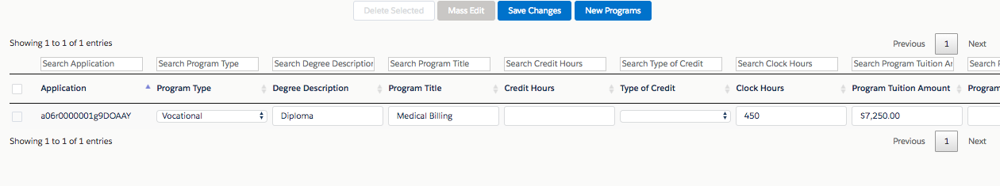 Delete Selected Mass Edit Save Changes New Programs
Showing 1 to 1 of 1 entries Previous 1 Next
Search Application Search Program Type Search Degree Description Search Program Title Search Credit Hours Search Type of Credit Search Clock Hours Search Program Tuition Ar Search P
Application Program Type Degree Description Program Title Credit Hours Type of Credit Clock Hours Program Tuition Amount Program
a06r0000001g9DOAAY Vocational Diploma Medical Billing 450 $7,250.00
Showing 1 to 1 of 1 entries Previous 1 Next